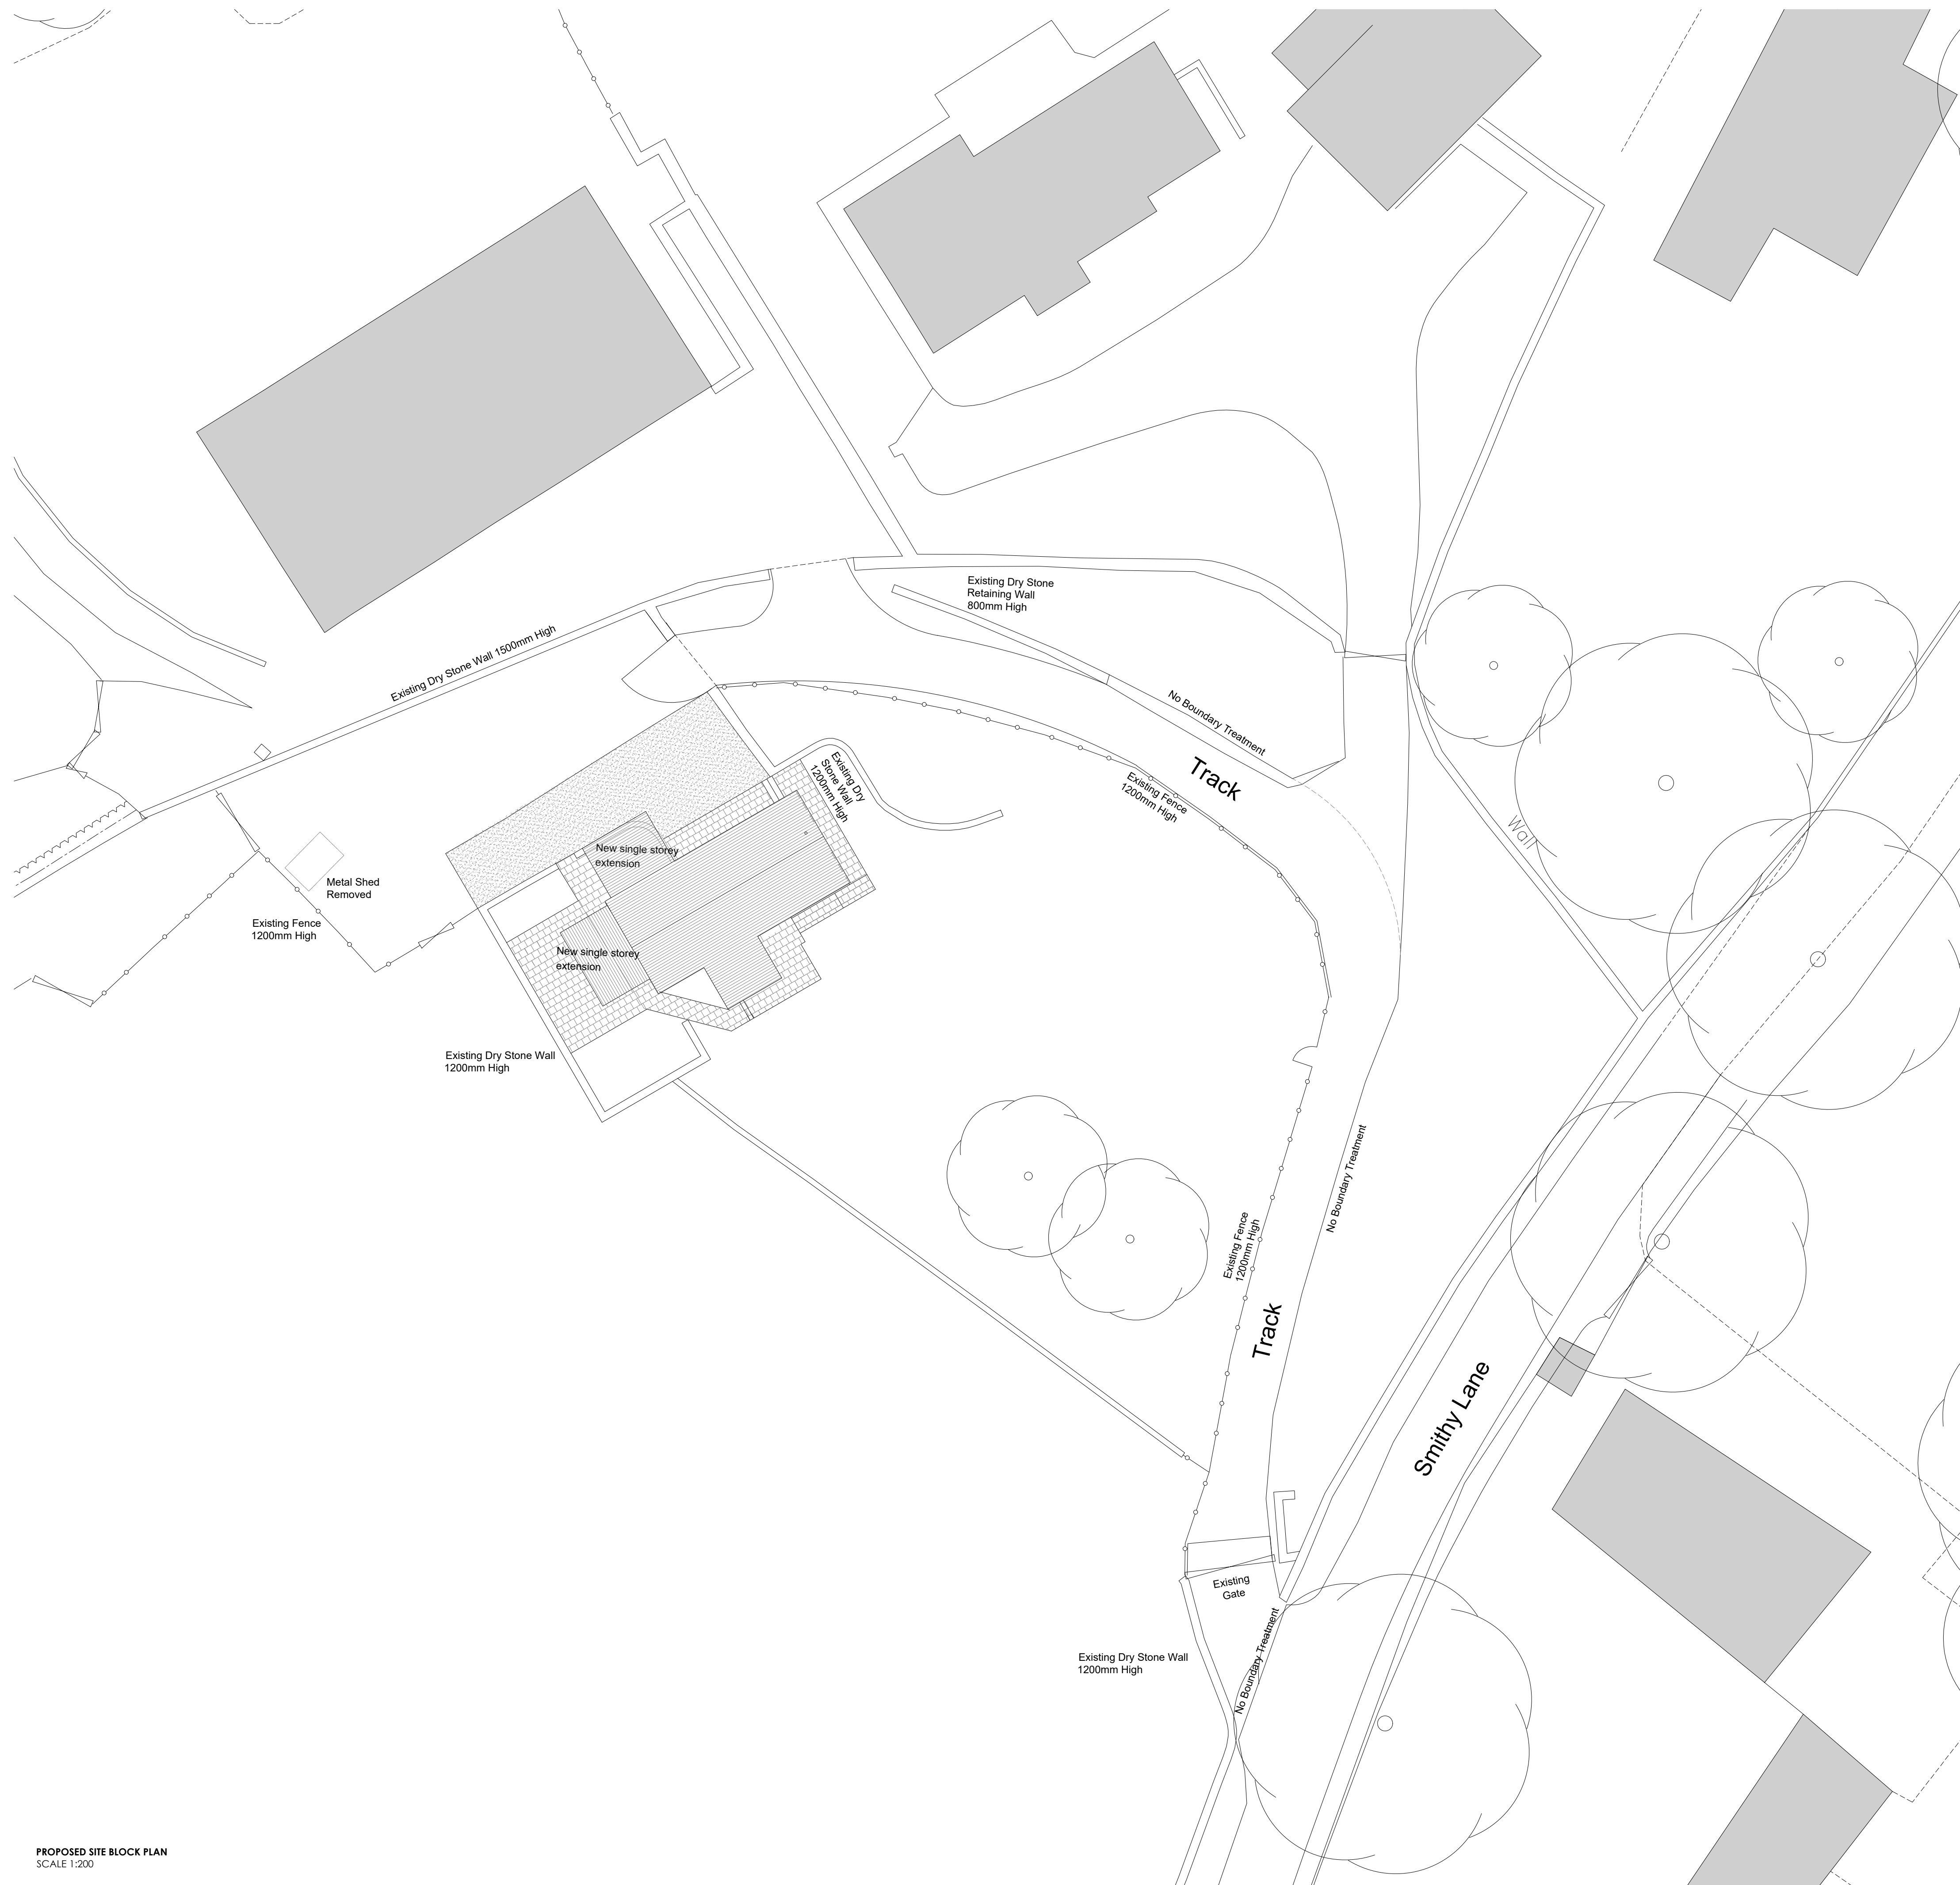 Existing Dry Stone
Retaining Wall
800mm High
Existing Dry Stone Wall 1500mm High
No Boundary Treatment
Track
Existing Dry
Stone Wall
1200mm High
Existing Fence
1200mm High
Wall
New single storey
extension
Metal Shed
Removed
Existing Fence
1200mm High
New single storey
extension
Existing Dry Stone Wall
1200mm High
No Boundary Treatment
Existing Fence
1200mm High
Track
Smithy Lane
Existing
Gate
No Boundary Treatment
Existing Dry Stone Wall
1200mm High
PROPOSED SITE BLOCK PLAN
SCALE 1:200